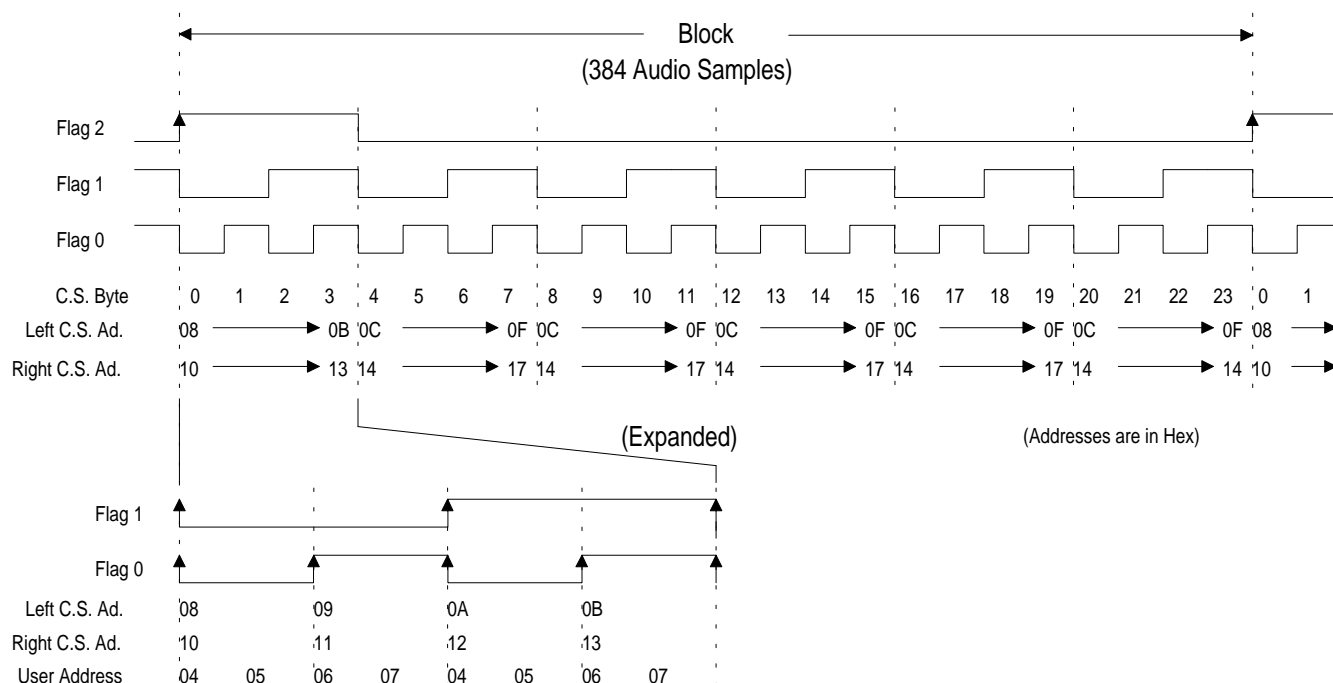 Block
(384 Audio Samples)
Flag 2
Flag 1
Flag 0
C.S. Byte 0 1 2 3 4 5 6 7 8 9 10 11 12 13 14 15 16 17 18 19 20 21 22 23 0 1
Left C.S. Ad. 08 0B 0C 0F 0C 0F 0C 0F 0C 0F 0C 0F 08
Right C.S. Ad. 10 13 14 17 14 17 14 17 14 17 14 14 10
(Expanded)
(Addresses are in Hex)
Flag 1
Flag 0
Left C.S. Ad. 08 09 0A 0B
Right C.S. Ad. 10 11 12 13
User Address 04 05 06 07 04 05 06 07